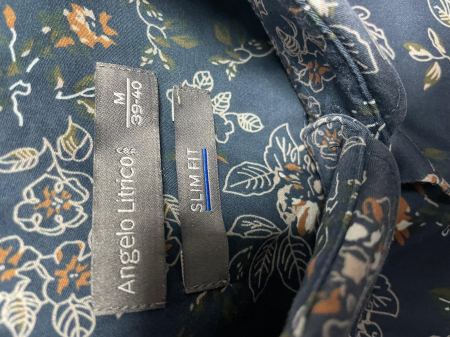 Angelo Litrico
M
39-40
SLIM FIT